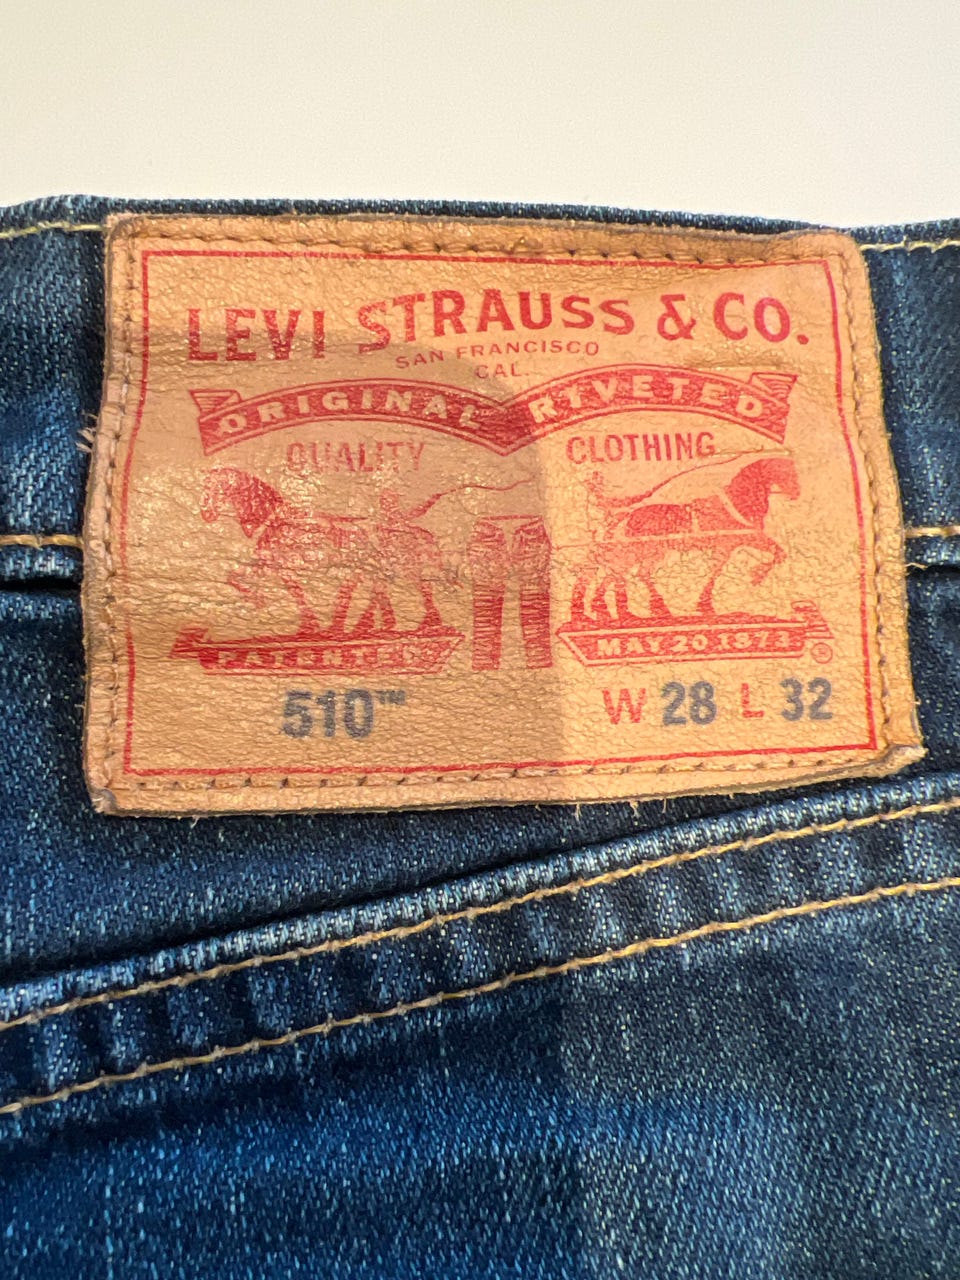 LEVI STRAUSS & CO.
SAN FRANCISCO
CAL.
ORIGINAL RIVETED
QUALITY CLOTHING
PATENTED MAY 20 1873 ®
510™ W 28 L 32